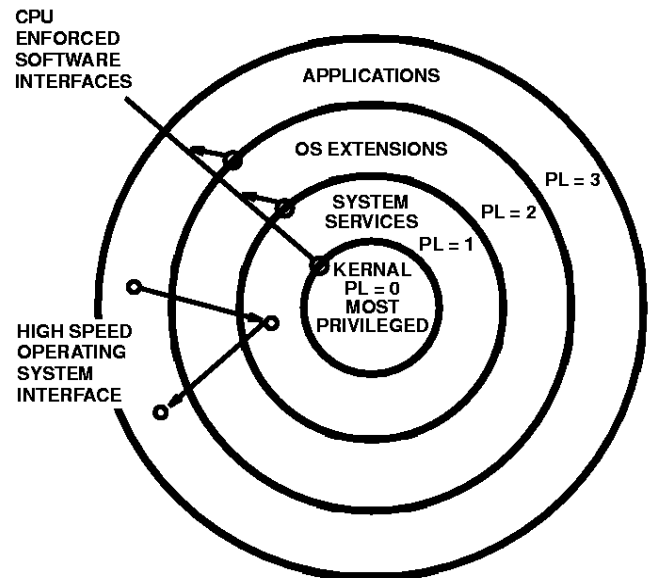 CPU
ENFORCED
SOFTWARE
INTERFACES
APPLICATIONS
OS EXTENSIONS
PL = 3
SYSTEM
SERVICES
PL = 2
PL = 1
KERNAL
PL = 0
MOST
PRIVILEGED
HIGH SPEED
OPERATING
SYSTEM
INTERFACE